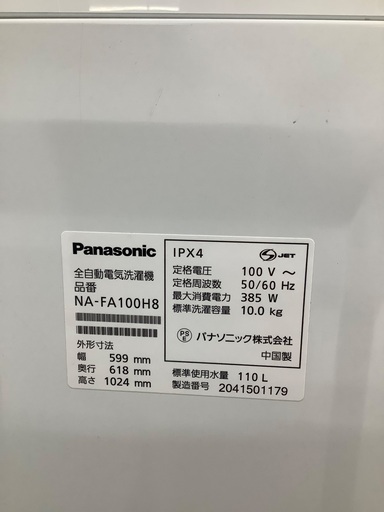 Panasonic
全自動電気洗濯機
品番
NA-FA100H8
外形寸法
幅 599 mm
奥行 618 mm
高さ 1024 mm
IPX4
S JET
定格電圧 100 V ～
定格周波数 50/60 Hz
最大消費電力 385 W
標準洗濯容量 10.0 kg
PS E パナソニック株式会社
中国製
標準使用水量 110 L
製造番号 2041501179